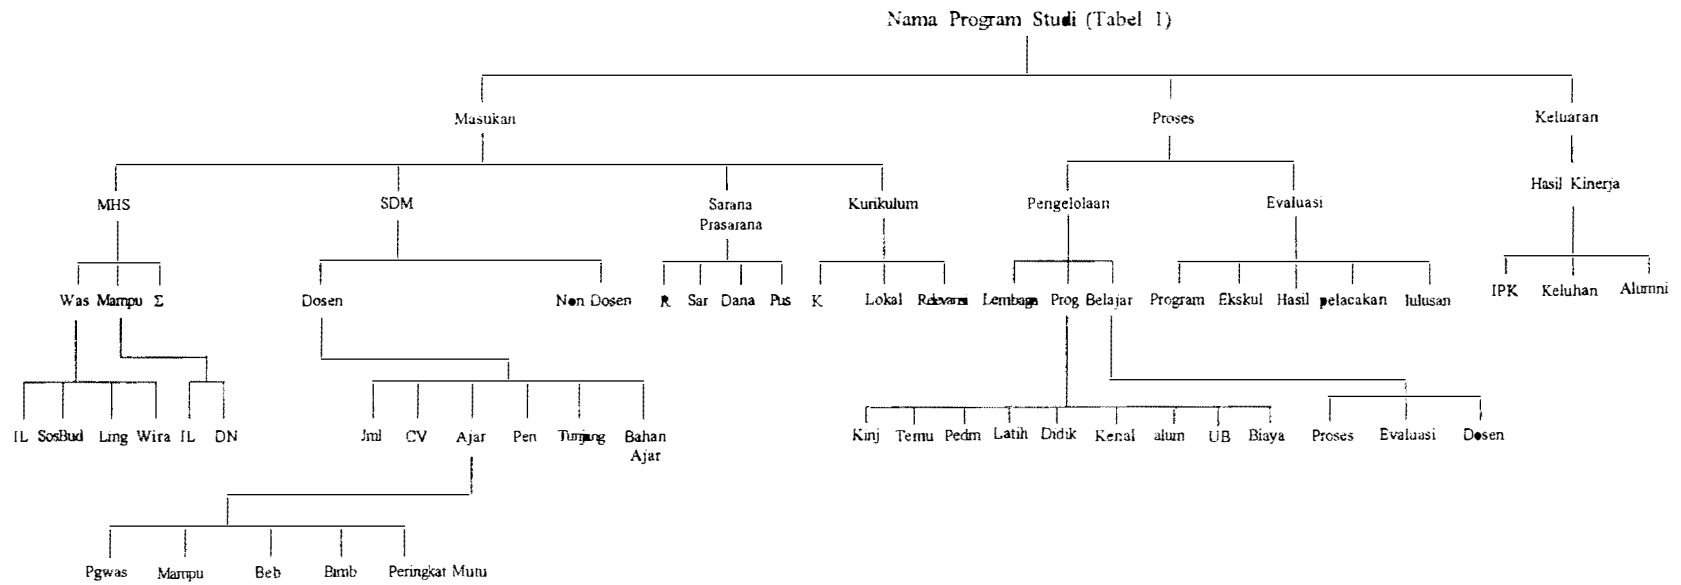 Nama Program Studi (Tabel 1)
Masukan Proses Keluaran
MHS SDM Sarana Prasarana Kurikulum Pengelolaan Evaluasi Hasil Kinerja
Was Mampu Σ Dosen Non Dosen R Sar Dana Pus K Lokal Relevansi Lembaga Prog Belajar Program Ekskul Hasil pelacakan lulusan IPK Keluhan Alumni
IL SosBud Ling Wira IL DN Jml CV Ajar Pen Tunjang Bahan Ajar Kinj Temu Pedm Latih Didik Kenal alum UB Biaya Proses Evaluasi Dosen
Pgwas Mampu Beb Bimb Peringkat Mutu